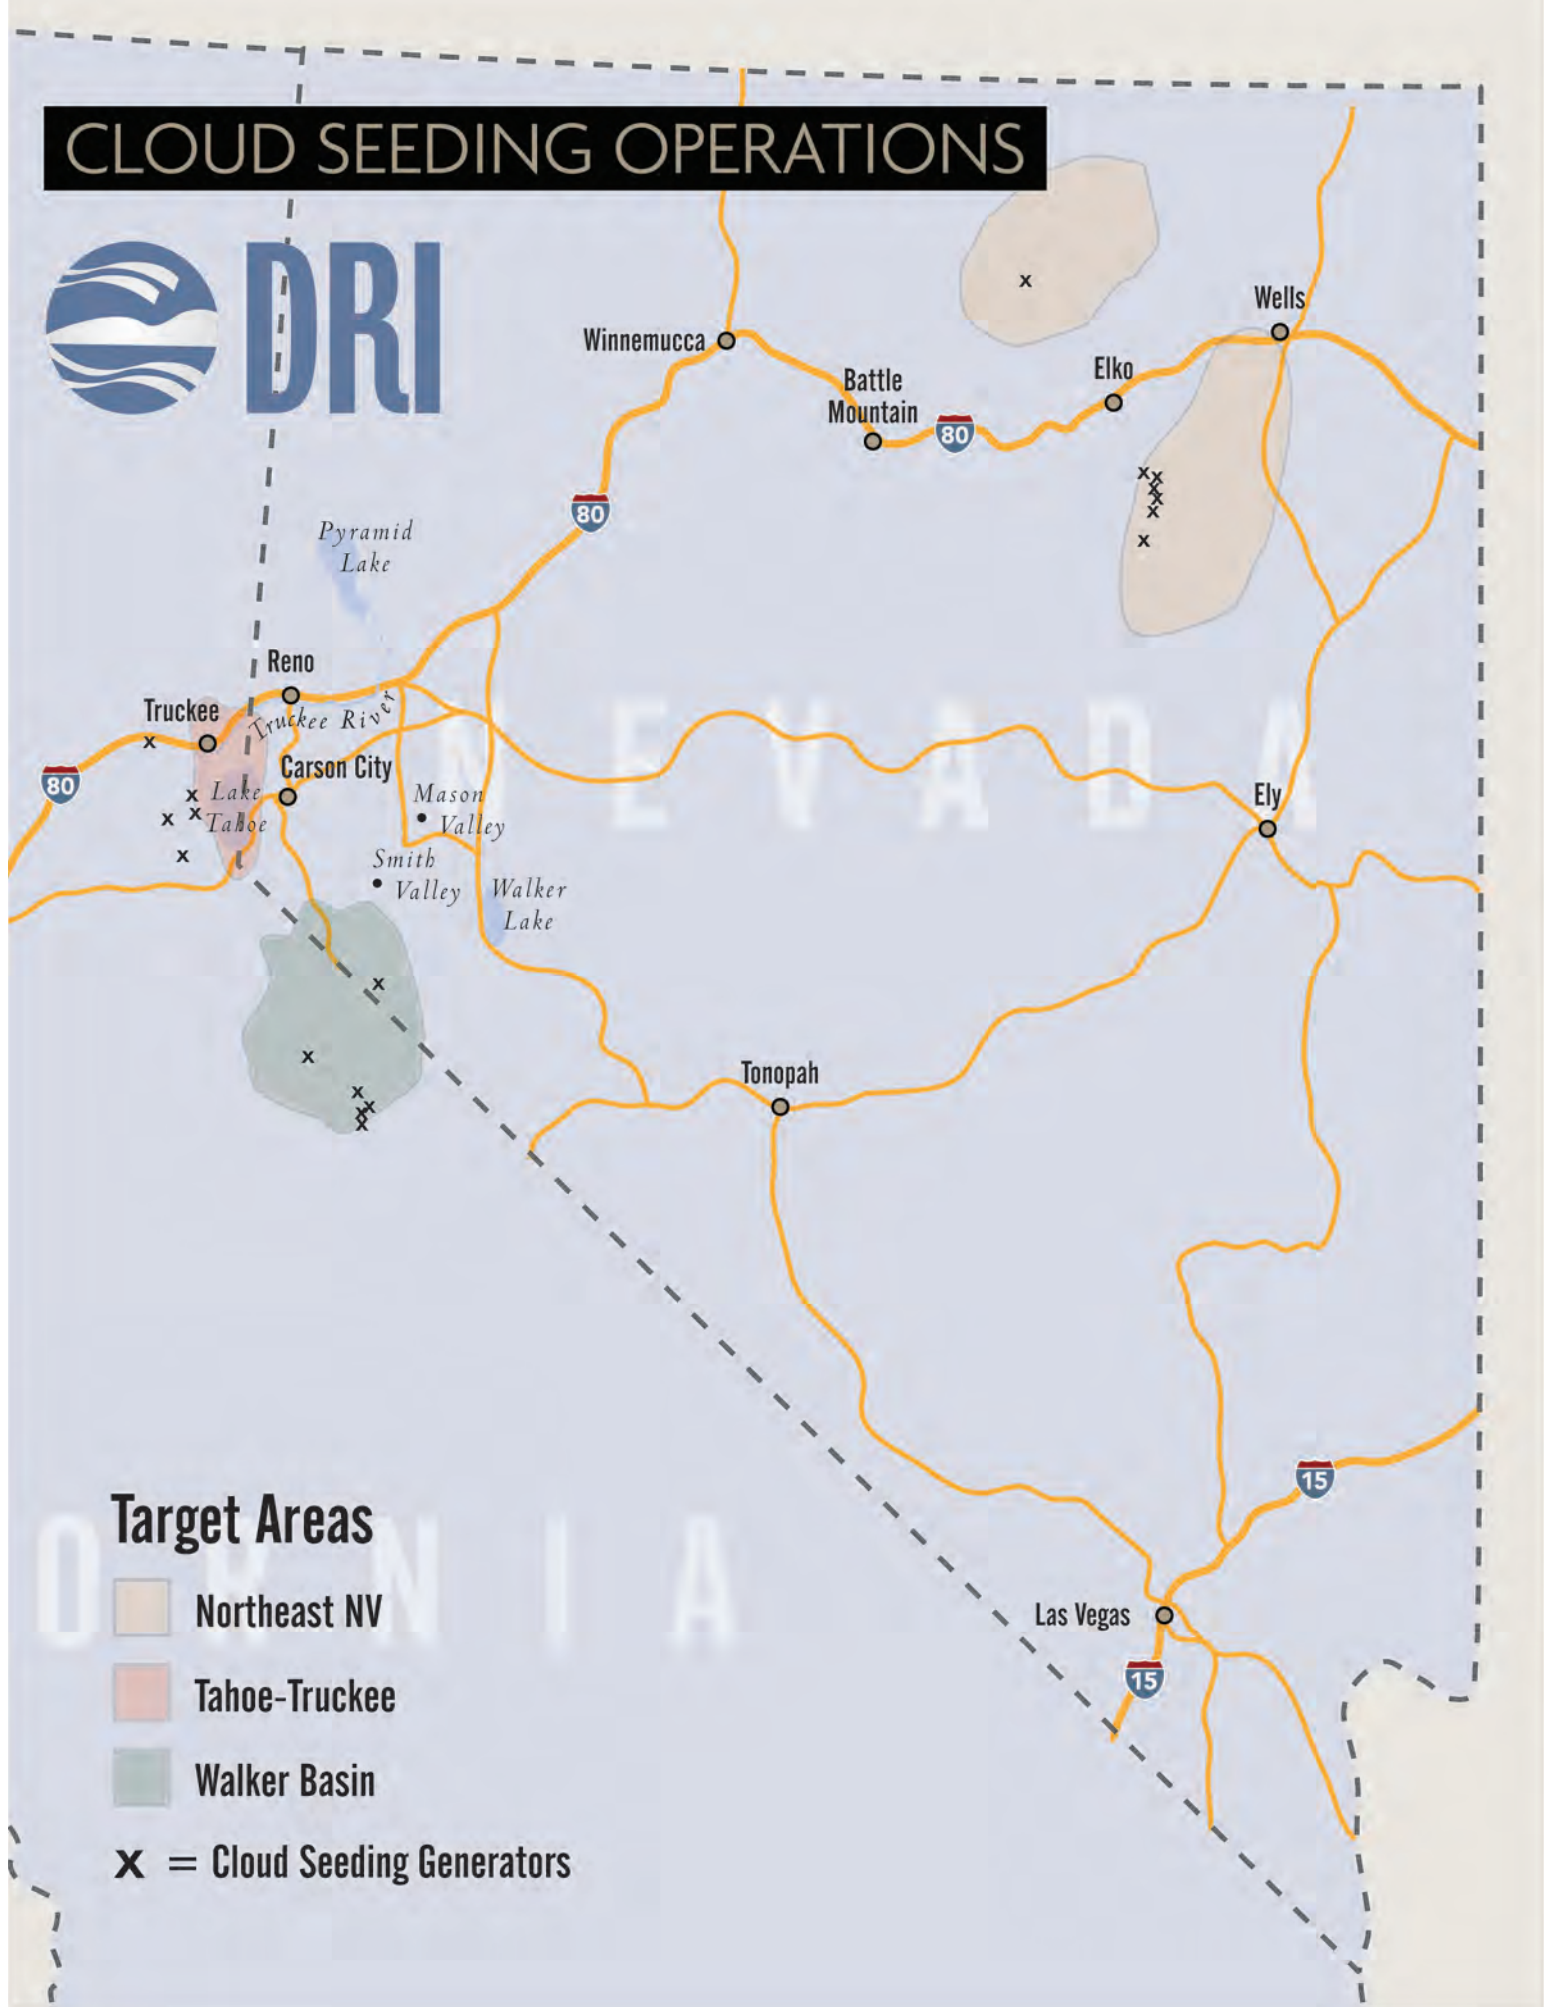 CLOUD SEEDING OPERATIONS
DRI
x
Wells
Winnemucca
Elko
Battle
Mountain
80
x x
x
x
x
x
80
Pyramid
Lake
Reno
Truckee
Truckee River
x
NEVADA
80
Carson City
Lake
Tahoe
x
x
x
x
Mason
Valley
Ely
Smith
Valley
Walker
Lake
x
x
x
x
x
x
Tonopah
15
Target Areas
ORNIA
Northeast NV
Las Vegas
15
Tahoe-Truckee
Walker Basin
x = Cloud Seeding Generators